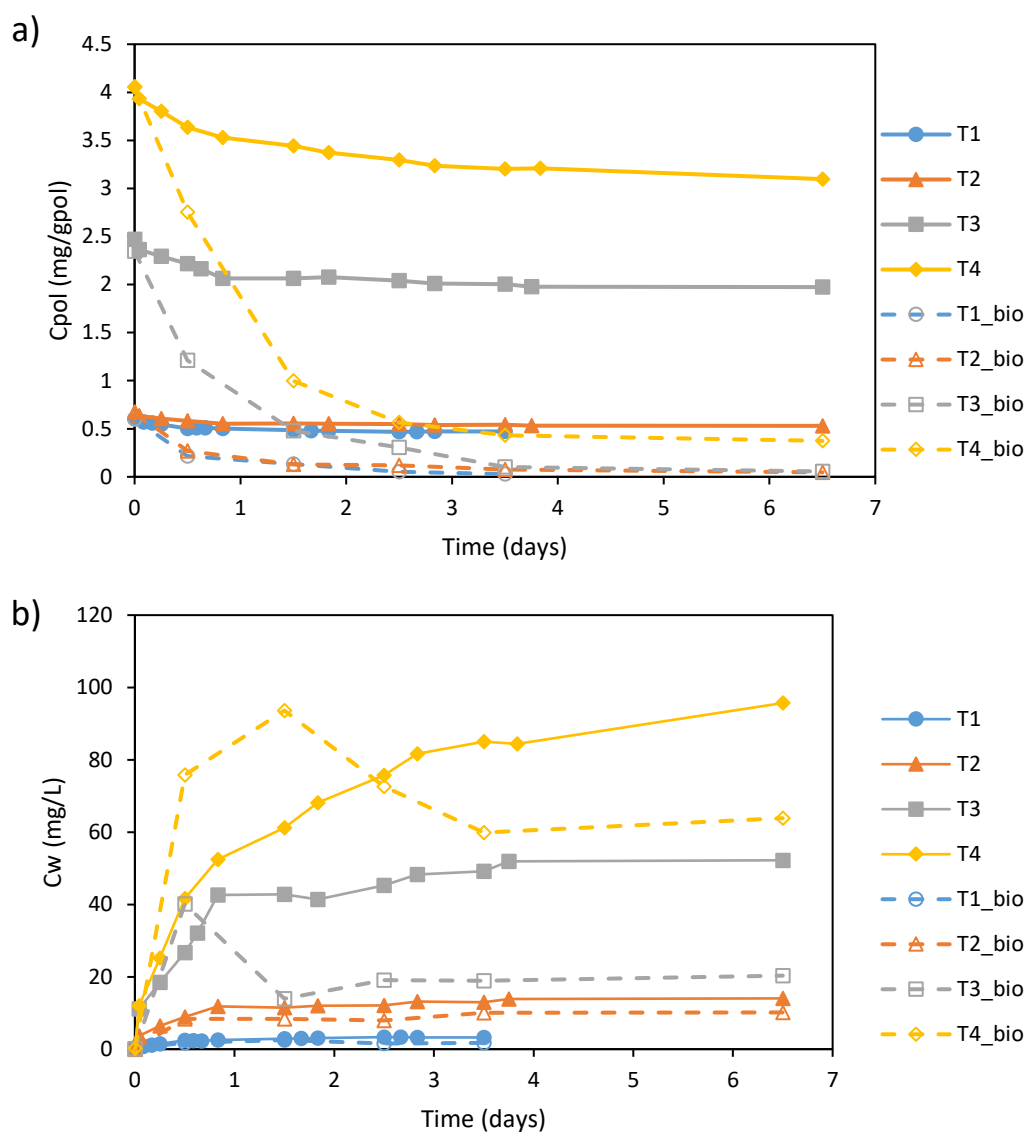 a)
4.5
4
3.5
3
2.5
2
1.5
1
0.5
0
Cpol (mg/gpol)
0 1 2 3 4 5 6 7
Time (days)
T1
T2
T3
T4
T1_bio
T2_bio
T3_bio
T4_bio
b)
120
100
80
60
40
20
0
Cw (mg/L)
0 1 2 3 4 5 6 7
Time (days)
T1
T2
T3
T4
T1_bio
T2_bio
T3_bio
T4_bio